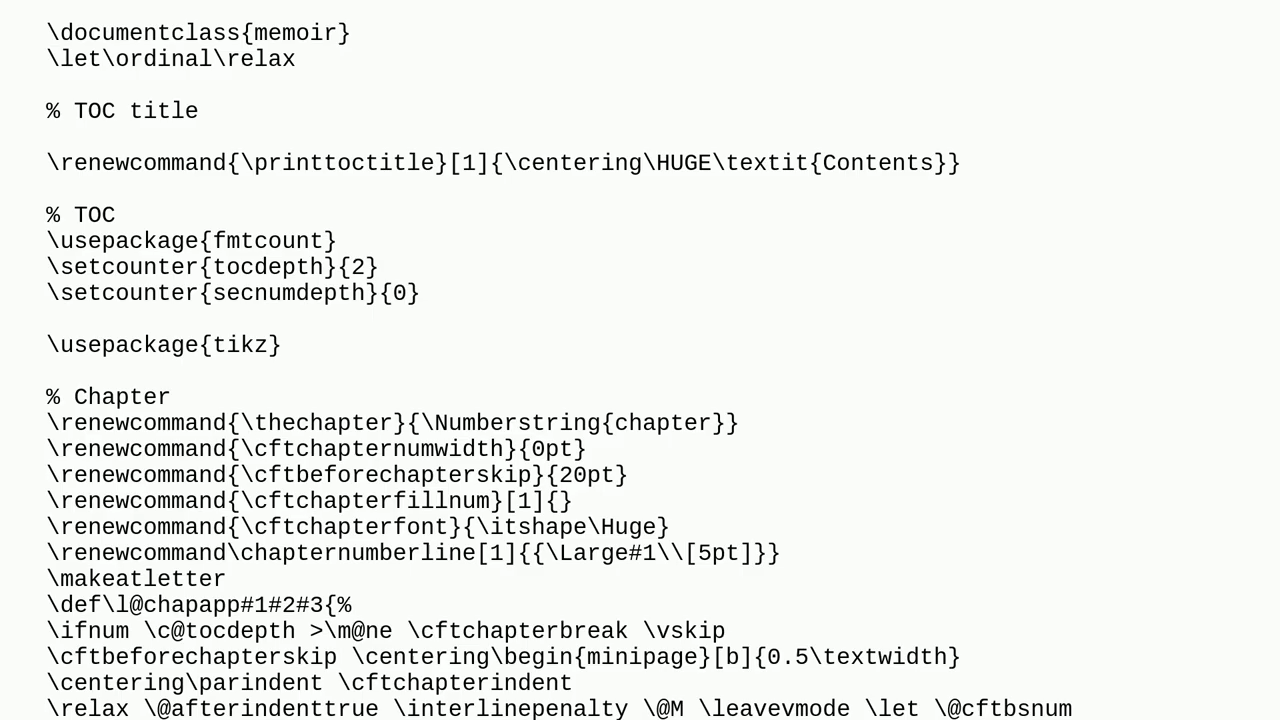 \documentclass{memoir}
\let\ordinal\relax
% TOC title
\renewcommand{\printtoctitle}[1]{\centering\HUGE\textit{Contents}}
% TOC
\usepackage{fmtcount}
\setcounter{tocdepth}{2}
\setcounter{secnumdepth}{0}
\usepackage{tikz}
% Chapter
\renewcommand{\thechapter}{\Numberstring{chapter}}
\renewcommand{\cftchapternumwidth}{0pt}
\renewcommand{\cftbeforechapterskip}{20pt}
\renewcommand{\cftchapterfillnum}[1]{}
\renewcommand{\cftchapterfont}{\itshape\Huge}
\renewcommand\chapternumberline[1]{{\Large#1\\[5pt]}}
\makeatletter
\def\l@chapapp#1#2#3{%
\ifnum \c@tocdepth >\m@ne \cftchapterbreak \vskip
\cftbeforechapterskip \centering\begin{minipage}[b]{0.5\textwidth}
\centering\parindent \cftchapterindent
\relax \@afterindenttrue \interlinepenalty \@M \leavevmode \let \@cftbsnum